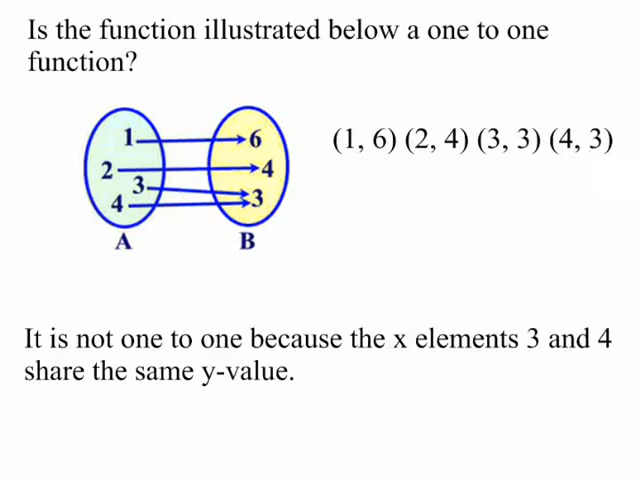 Is the function illustrated below a one to one
function?
1 6
2 4
3
4 3
A B
(1, 6) (2, 4) (3, 3) (4, 3)
It is not one to one because the x elements 3 and 4
share the same y-value.